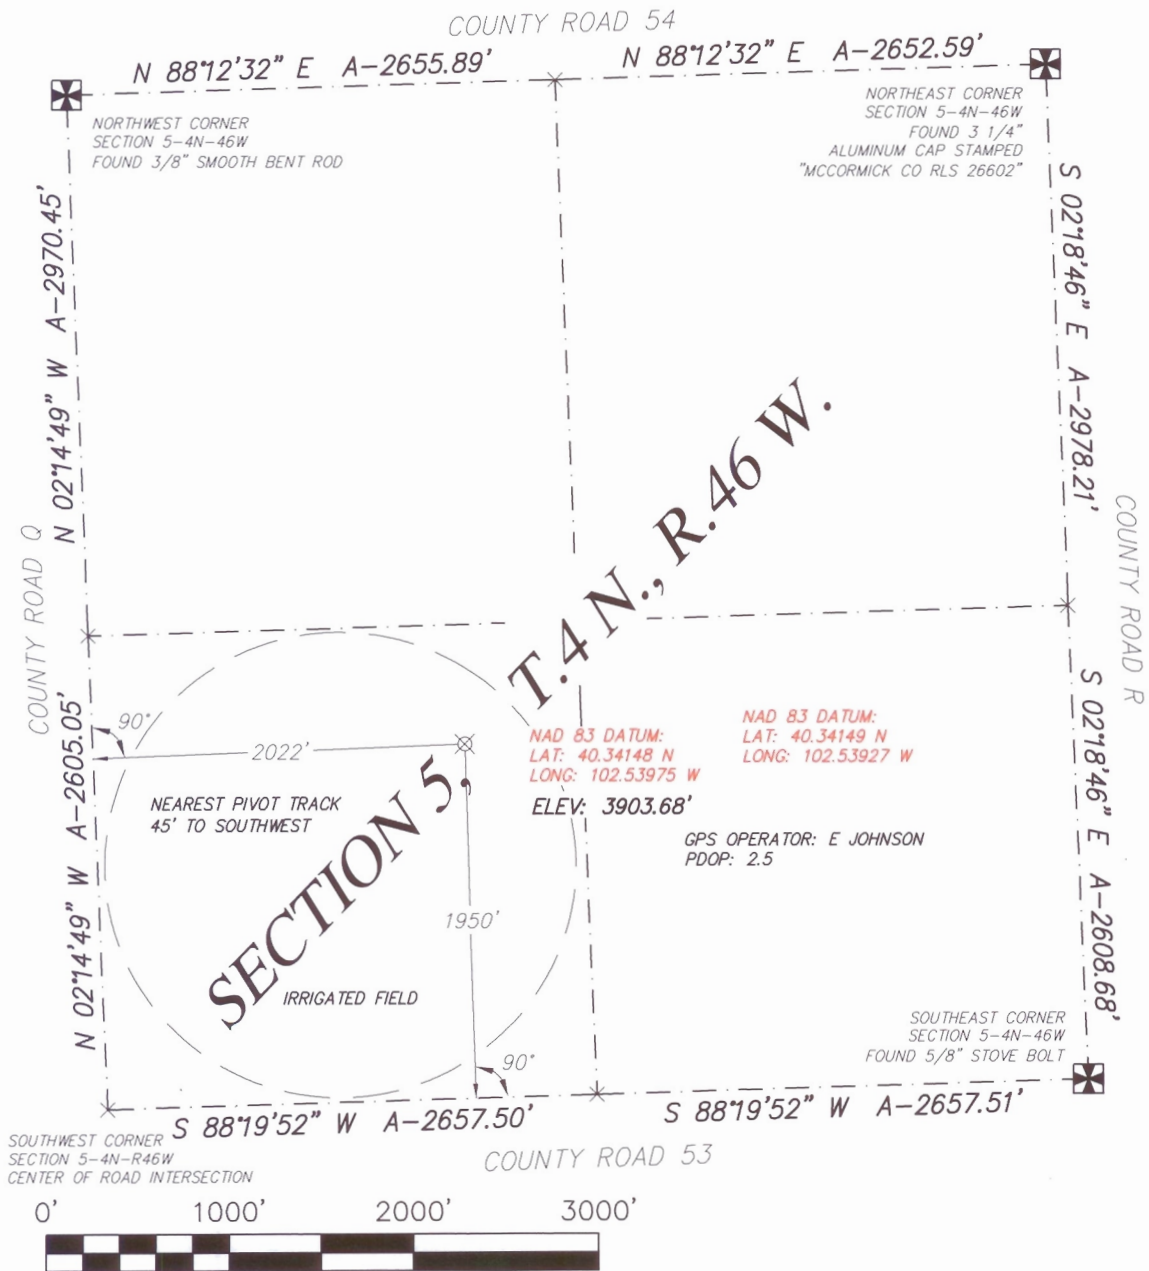 COUNTY ROAD 54
N 88°12'32" E A-2655.89'
N 88°12'32" E A-2652.59'
NORTHWEST CORNER
SECTION 5-4N-46W
FOUND 3/8" SMOOTH BENT ROD
NORTHEAST CORNER
SECTION 5-4N-46W
FOUND 3 1/4"
ALUMINUM CAP STAMPED
"MCCORMICK CO RLS 26602"
N 02°14'49" W A-2970.45'
S 02°18'46" E A-2978.21'
COUNTY ROAD Q
COUNTY ROAD R
SECTION 5, T.4 N., R.46 W.
N 02°14'49" W A-2605.05'
S 02°18'46" E A-2608.68'
90°
2022'
NEAREST PIVOT TRACK
45' TO SOUTHWEST
NAD 83 DATUM:
LAT: 40.34148 N
LONG: 102.53975 W
ELEV: 3903.68'
NAD 83 DATUM:
LAT: 40.34149 N
LONG: 102.53927 W
GPS OPERATOR: E JOHNSON
PDOP: 2.5
1950'
IRRIGATED FIELD
90°
SOUTHEAST CORNER
SECTION 5-4N-46W
FOUND 5/8" STOVE BOLT
S 88°19'52" W A-2657.50'
S 88°19'52" W A-2657.51'
SOUTHWEST CORNER
SECTION 5-4N-R46W
CENTER OF ROAD INTERSECTION
COUNTY ROAD 53
0' 1000' 2000' 3000'